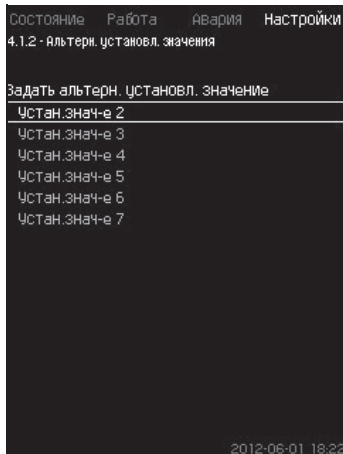 Состояние Работа Авария Настройки
4.1.2 - Альтерн. установл. значения
Задать альтерн. установл. значение
Устан.знач-е 2
Устан.знач-е 3
Устан.знач-е 4
Устан.знач-е 5
Устан.знач-е 6
Устан.знач-е 7
2012-06-01 18:22